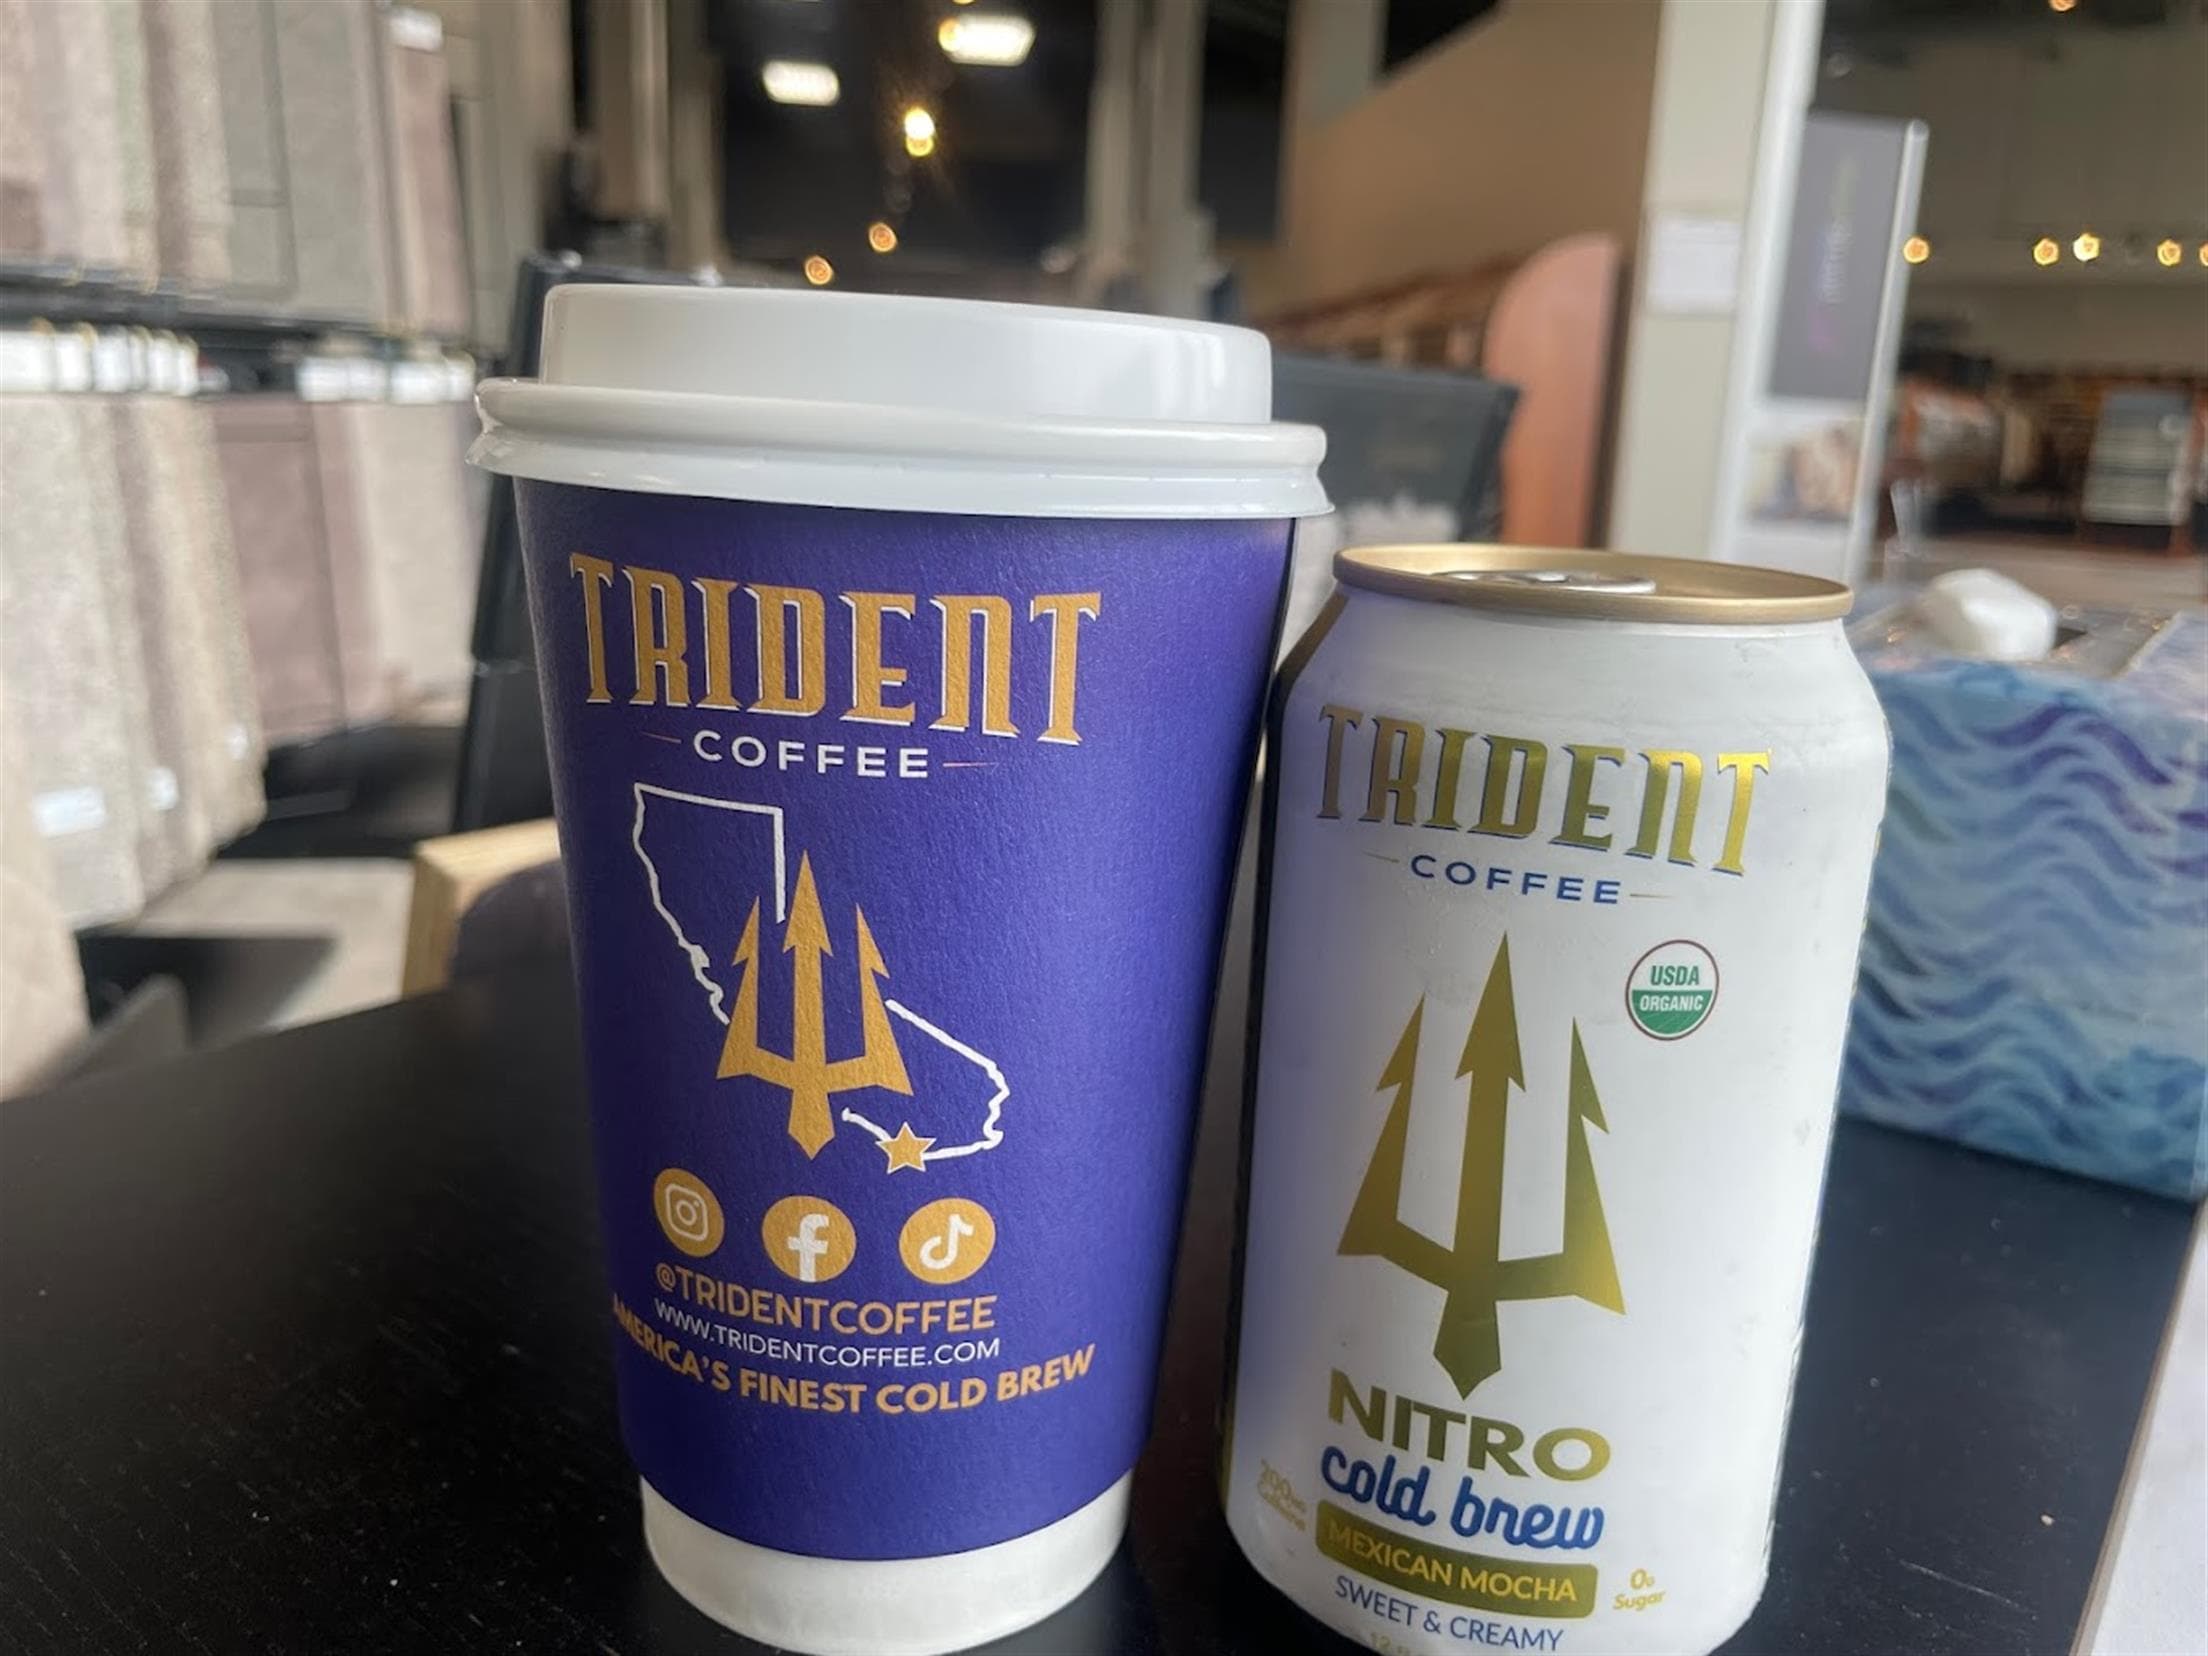 TRIDENT
COFFEE
@TRIDENTCOFFEE
WWW.TRIDENTCOFFEE.COM
AMERICA'S FINEST COLD BREW
TRIDENT
COFFEE
USDA
ORGANIC
NITRO
cold brew
MEXICAN MOCHA
SWEET & CREAMY
0G
Sugar